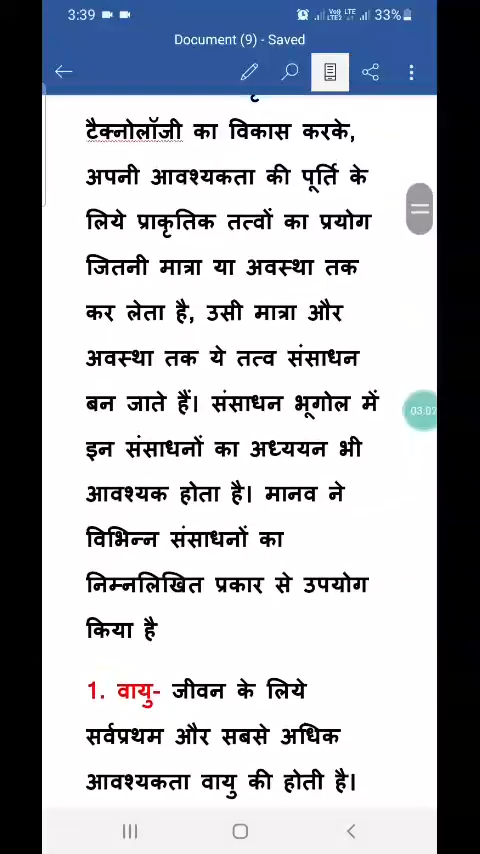 3:39
33%
Document (9) - Saved
टैक्नोलॉजी का विकास करके,
अपनी आवश्यकता की पूर्ति के
लिये प्राकृतिक तत्वों का प्रयोग
जितनी मात्रा या अवस्था तक
कर लेता है, उसी मात्रा और
अवस्था तक ये तत्व संसाधन
बन जाते हैं। संसाधन भूगोल में
इन संसाधनों का अध्ययन भी
आवश्यक होता है। मानव ने
विभिन्न संसाधनों का
निम्नलिखित प्रकार से उपयोग
किया है
1. वायु- जीवन के लिये
सर्वप्रथम और सबसे अधिक
आवश्यकता वायु की होती है।